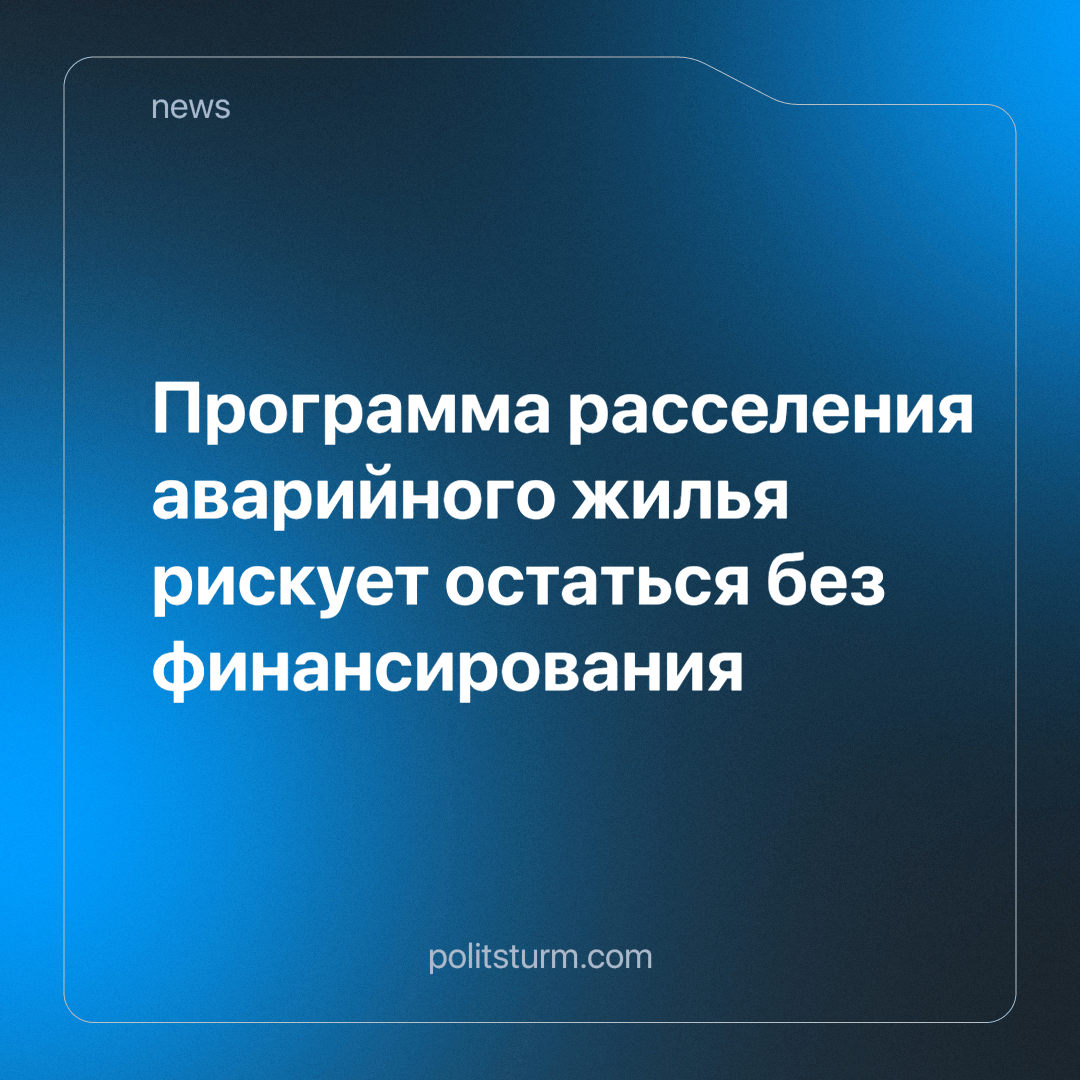 news
Программа расселения
аварийного жилья
рискует остаться без
финансирования
politsturm.com